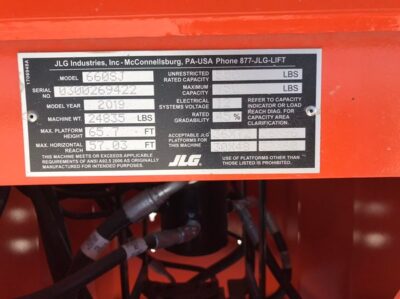 JLG Industries, Inc - McConnellsburg, PA-USA Phone 877-JLG-LIFT
MODEL 660SJ
SERIAL NO. 0300269422
MODEL YEAR 2019
MACHINE WT. 24835 LBS
MAX. PLATFORM HEIGHT 65.7 FT
MAX. HORIZONTAL REACH 57.03 FT
THIS MACHINE MEETS OR EXCEEDS APPLICABLE
REQUIREMENTS OF ANSI A92.5 2006 AS ORIGINALLY
MANUFACTURED FOR STANDARD APPLICATIONS.
UNRESTRICTED RATED CAPACITY LBS
MAXIMUM CAPACITY LBS
ELECTRICAL SYSTEMS VOLTAGE
RATED GRADEABILITY %
REFER TO CAPACITY
INDICATOR OR LOAD
REACH DIAG. FOR
CAPACITY AREA
CLARIFICATION.
ACCEPTABLE JLG
PLATFORMS FOR
THIS MACHINE
JLG
USE OF PLATFORMS OTHER THAN
THOSE LISTED IS PROHIBITED.